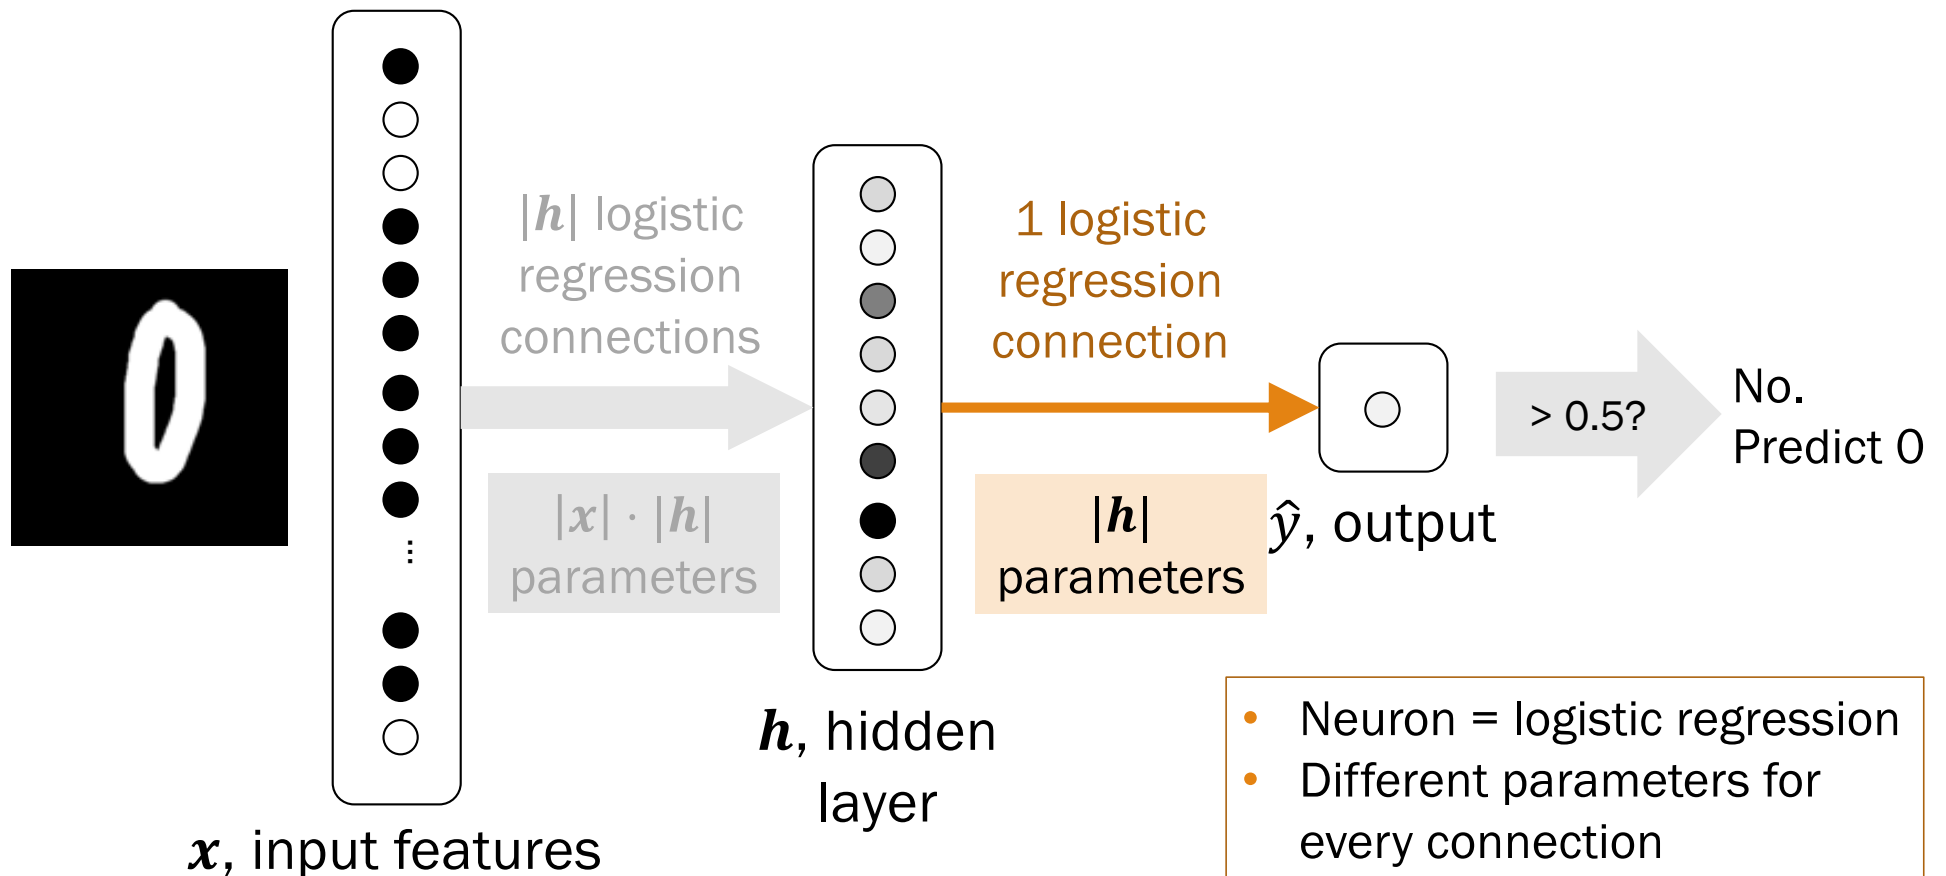 |h| logistic
regression
connections
|x| · |h|
parameters
1 logistic
regression
connection
|h|
parameters
> 0.5?
No.
Predict 0
ŷ, output
h, hidden
layer
x, input features
⋮
• Neuron = logistic regression
• Different parameters for
every connection